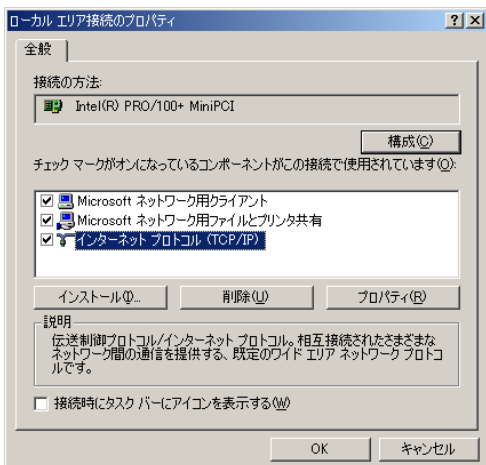 ローカル エリア接続のプロパティ
全般
接続の方法:
Intel(R) PRO/100+ MiniPCI
構成(C)
チェック マークがオンになっているコンポーネントがこの接続で使用されています(O):
Microsoft ネットワーク用クライアント
Microsoft ネットワーク用ファイルとプリンタ共有
インターネット プロトコル (TCP/IP)
インストール(I)... 削除(U) プロパティ(R)
説明
伝送制御プロトコル/インターネット プロトコル。相互接続されたさまざまな
ネットワーク間の通信を提供する、既定のワイド エリア ネットワーク プロトコ
ルです。
接続時にタスク バーにアイコンを表示する(W)
OK キャンセル